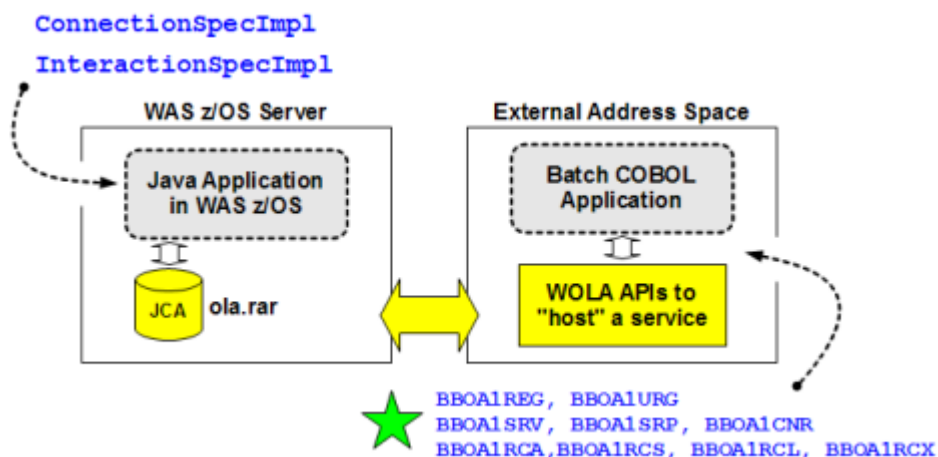 ConnectionSpecImpl
InteractionSpecImpl
WAS z/OS Server
External Address Space
Java Application
in WAS z/OS
Batch COBOL
Application
JCA
ola.rar
WOLA APIs to
"host" a service
BBOA1REG, BBOA1URG
BBOA1SRV, BBOA1SRP, BBOA1CNR
BBOA1RCA,BBOA1RCS, BBOA1RCL, BBOA1RCX